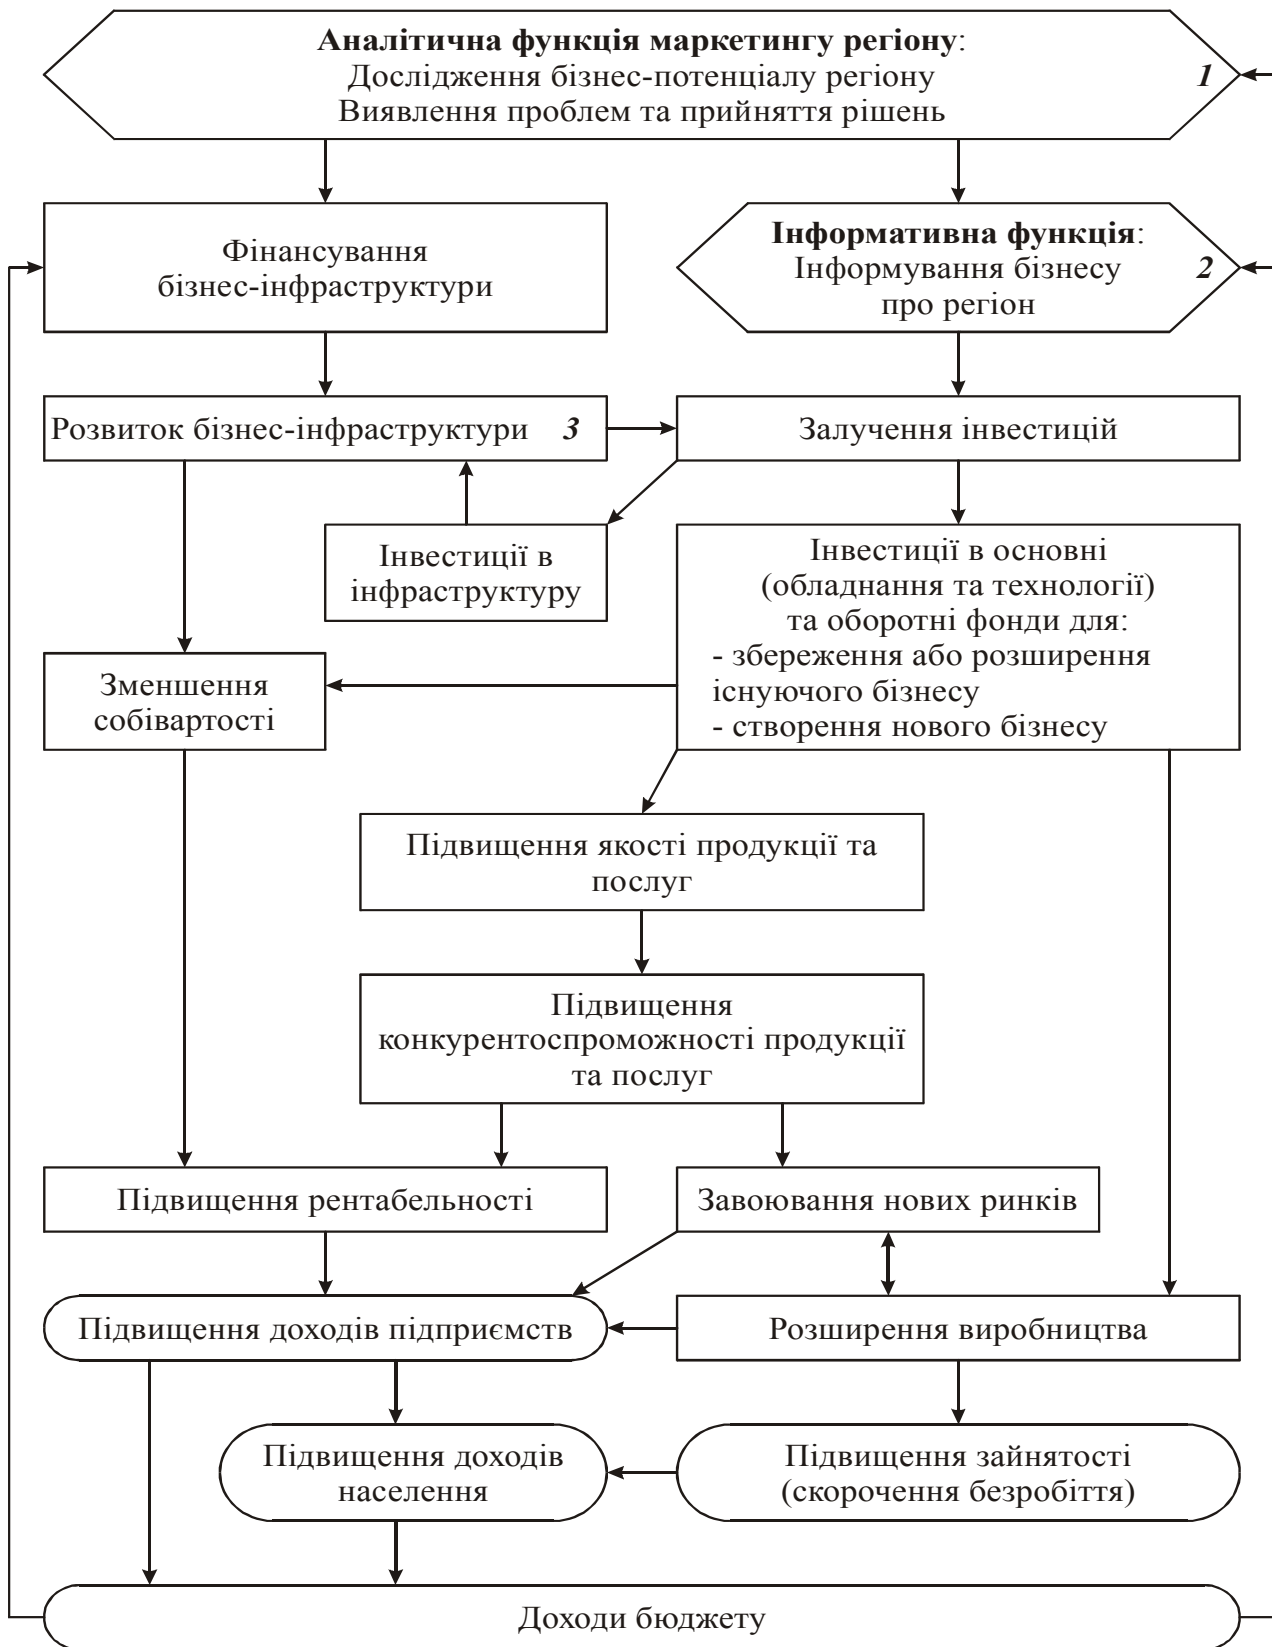 Аналітична функція маркетингу регіону:
Дослідження бізнес-потенціалу регіону
Виявлення проблем та прийняття рішень
1
Фінансування
бізнес-інфраструктури
Інформативна функція:
Інформування бізнесу
про регіон
2
Розвиток бізнес-інфраструктури 3
Залучення інвестицій
Інвестиції в
інфраструктуру
Інвестиції в основні
(обладнання та технології)
та оборотні фонди для:
- збереження або розширення
існуючого бізнесу
- створення нового бізнесу
Зменшення
собівартості
Підвищення якості продукції та
послуг
Підвищення
конкурентоспроможності продукції
та послуг
Підвищення рентабельності
Завоювання нових ринків
Підвищення доходів підприємств
Розширення виробництва
Підвищення доходів
населення
Підвищення зайнятості
(скорочення безробіття)
Доходи бюджету